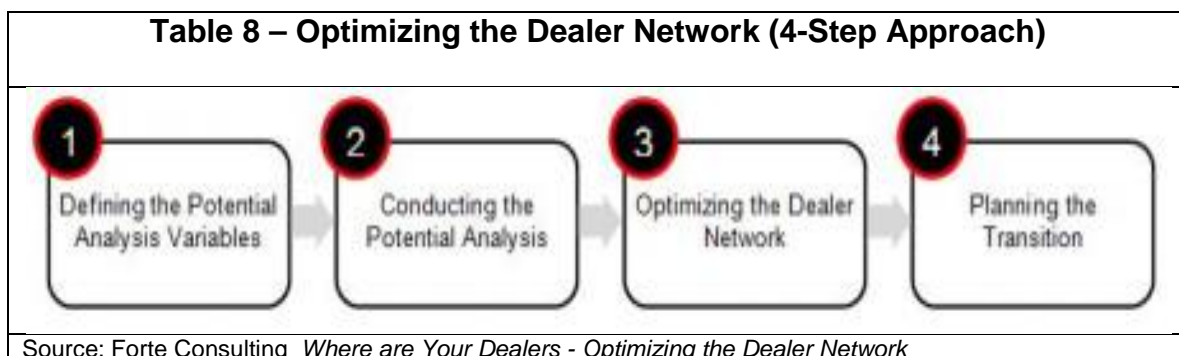 Table 8 – Optimizing the Dealer Network (4-Step Approach)
1
Defining the Potential
Analysis Variables
2
Conducting the
Potential Analysis
3
Optimizing the Dealer
Network
4
Planning the
Transition
Source: Forte Consulting Where are Your Dealers - Optimizing the Dealer Network